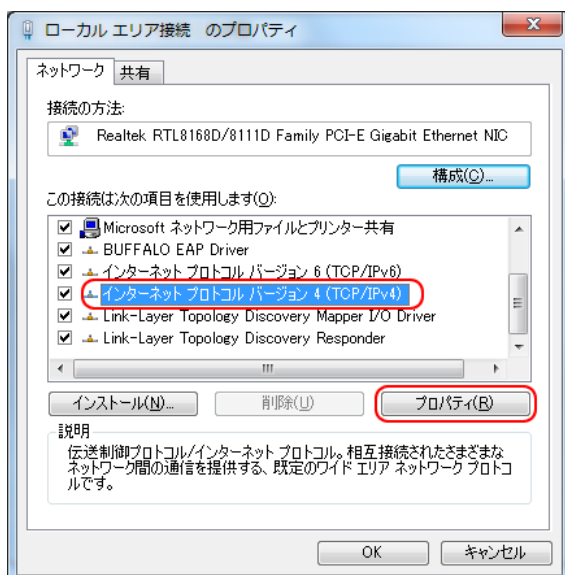 ローカル エリア接続 のプロパティ
ネットワーク 共有
接続の方法:
Realtek RTL8168D/8111D Family PCI-E Gigabit Ethernet NIC
構成(C)...
この接続は次の項目を使用します(O):
Microsoft ネットワーク用ファイルとプリンター共有
BUFFALO EAP Driver
インターネット プロトコル バージョン 6 (TCP/IPv6)
インターネット プロトコル バージョン 4 (TCP/IPv4)
Link-Layer Topology Discovery Mapper I/O Driver
Link-Layer Topology Discovery Responder
インストール(N)... 削除(U) プロパティ(R)
説明
伝送制御プロトコル/インターネット プロトコル。相互接続されたさまざまな
ネットワーク間の通信を提供する、既定のワイド エリア ネットワーク プロトコ
ルです。
OK キャンセル